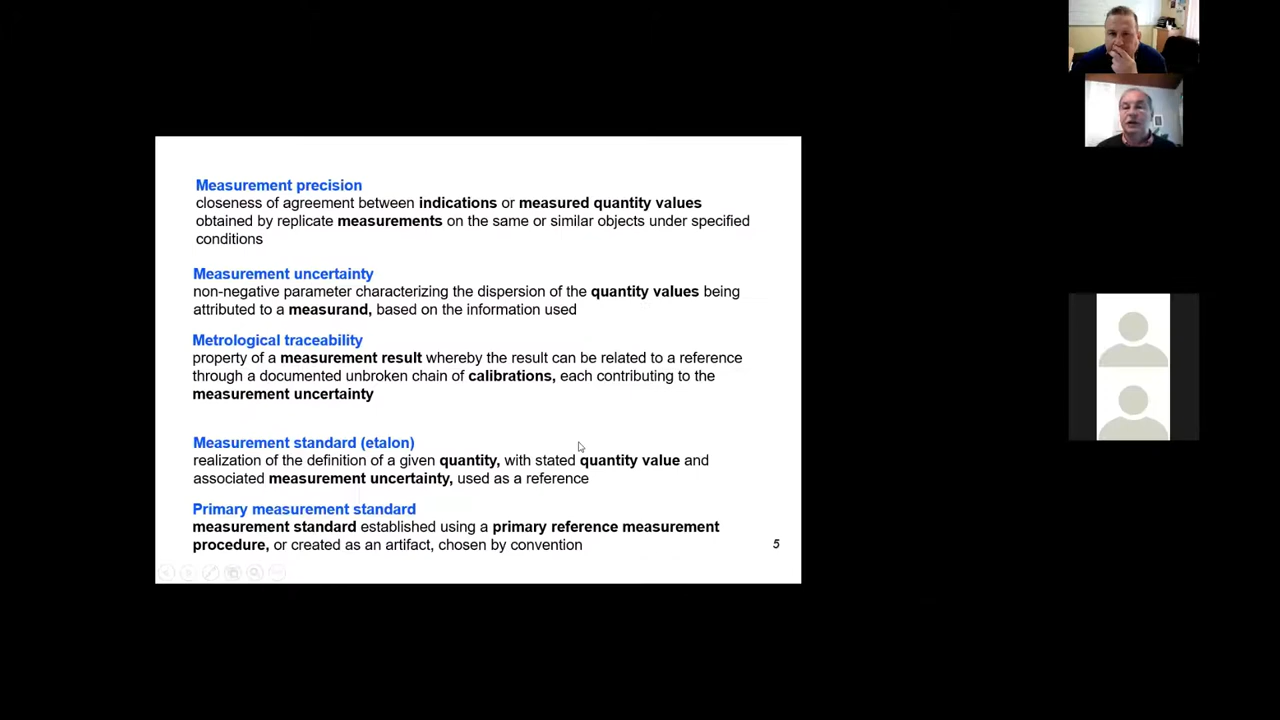 Measurement precision
closeness of agreement between indications or measured quantity values
obtained by replicate measurements on the same or similar objects under specified
conditions
Measurement uncertainty
non-negative parameter characterizing the dispersion of the quantity values being
attributed to a measurand, based on the information used
Metrological traceability
property of a measurement result whereby the result can be related to a reference
through a documented unbroken chain of calibrations, each contributing to the
measurement uncertainty
Measurement standard (etalon)
realization of the definition of a given quantity, with stated quantity value and
associated measurement uncertainty, used as a reference
Primary measurement standard
measurement standard established using a primary reference measurement
procedure, or created as an artifact, chosen by convention
5